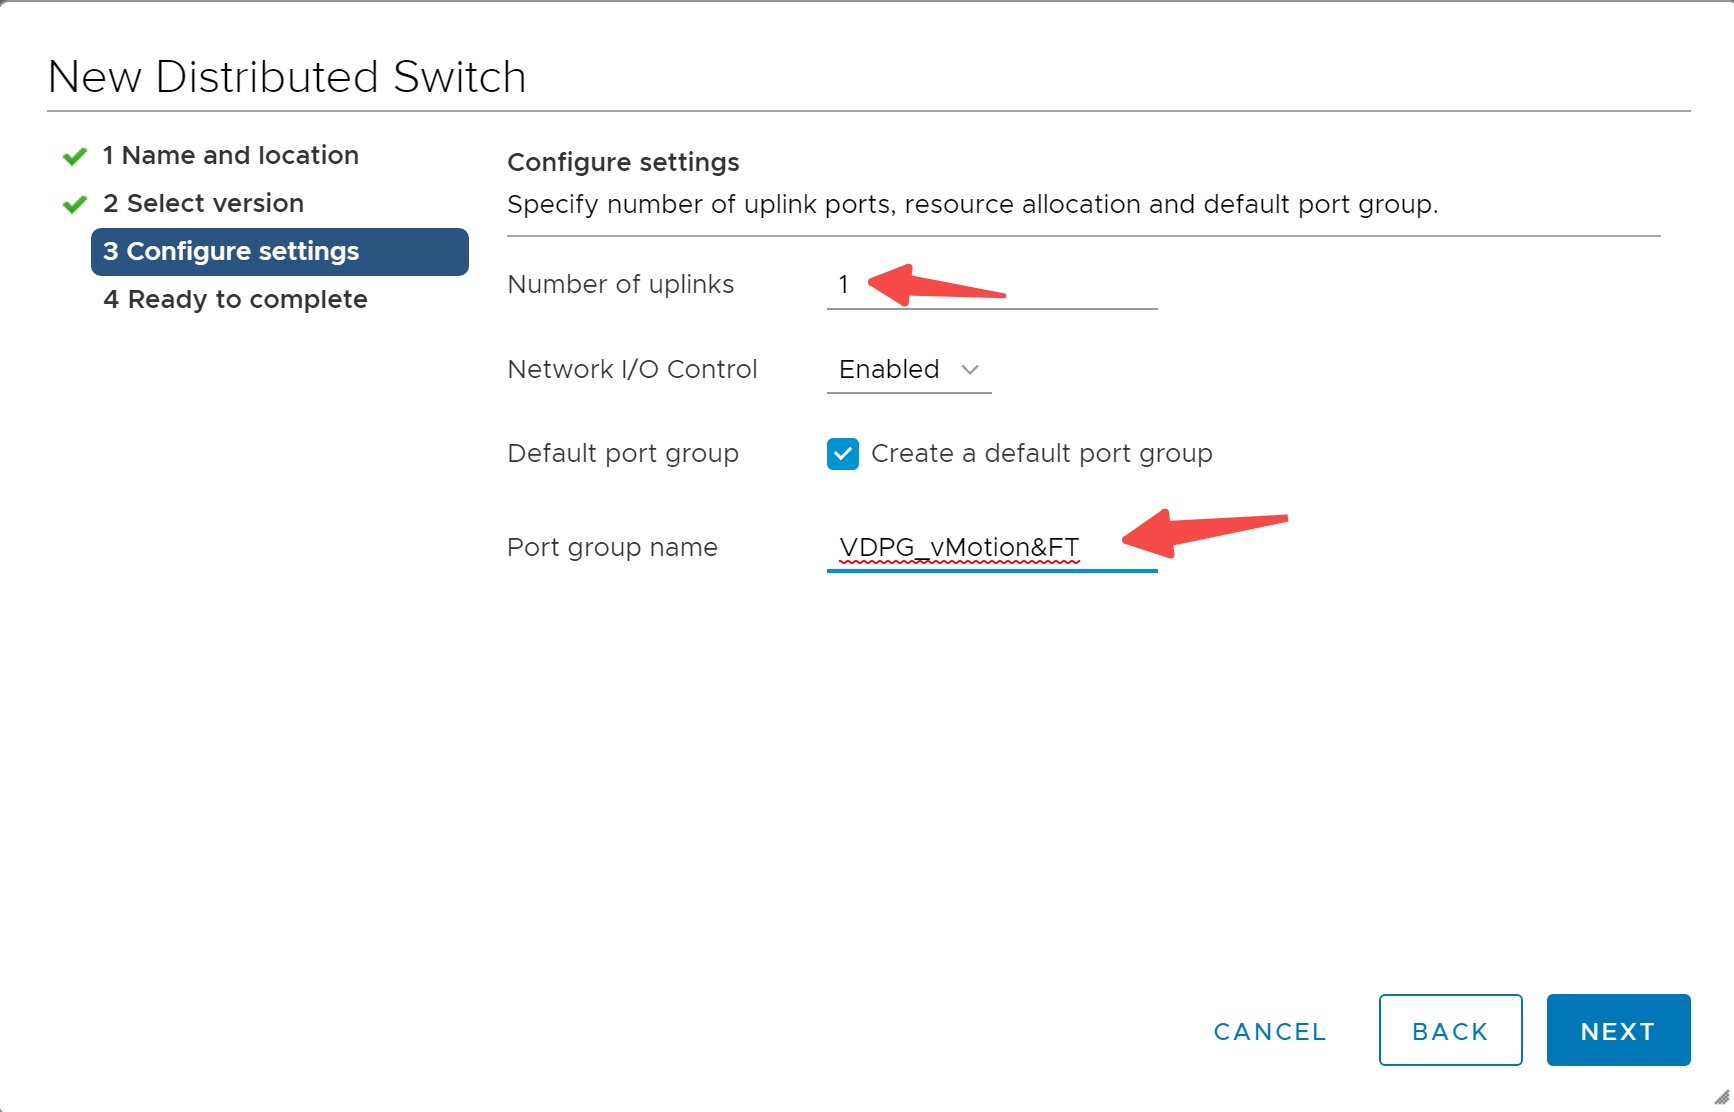 New Distributed Switch
1 Name and location
2 Select version
3 Configure settings
4 Ready to complete
Configure settings
Specify number of uplink ports, resource allocation and default port group.
Number of uplinks 1
Network I/O Control Enabled
Default port group Create a default port group
Port group name VDPG_vMotion&FT
CANCEL BACK NEXT